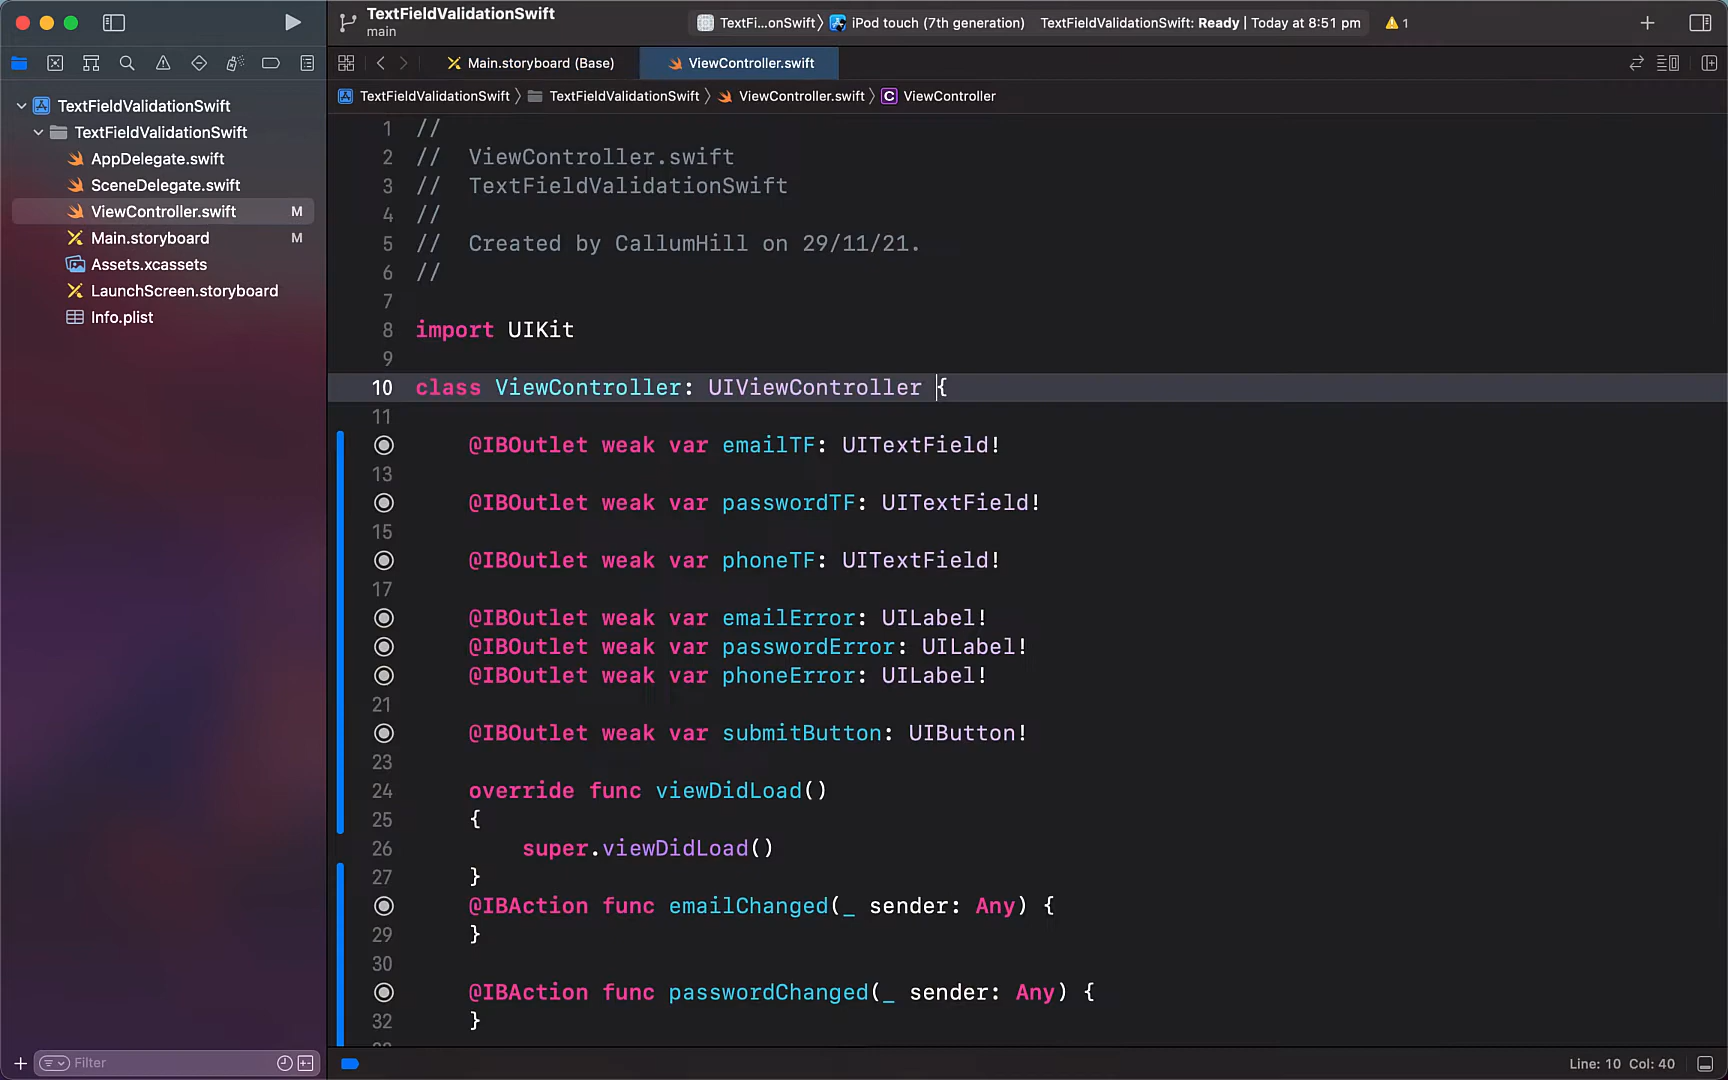 TextFieldValidationSwift
main
TextFi...onSwift
iPod touch (7th generation)
TextFieldValidationSwift: Ready | Today at 8:51 pm
1
Main.storyboard (Base)
ViewController.swift
TextFieldValidationSwift
TextFieldValidationSwift
ViewController.swift
C ViewController
TextFieldValidationSwift
TextFieldValidationSwift
AppDelegate.swift
SceneDelegate.swift
ViewController.swift M
Main.storyboard M
Assets.xcassets
LaunchScreen.storyboard
Info.plist
Filter
1 //
2 //  ViewController.swift
3 //  TextFieldValidationSwift
4 //
5 //  Created by CallumHill on 29/11/21.
6 //
7
8 import UIKit
9
10 class ViewController: UIViewController {
11
@IBOutlet weak var emailTF: UITextField!
13
@IBOutlet weak var passwordTF: UITextField!
15
@IBOutlet weak var phoneTF: UITextField!
17
@IBOutlet weak var emailError: UILabel!
@IBOutlet weak var passwordError: UILabel!
@IBOutlet weak var phoneError: UILabel!
21
@IBOutlet weak var submitButton: UIButton!
23
24 override func viewDidLoad()
25 {
26 super.viewDidLoad()
27 }
@IBAction func emailChanged(_ sender: Any) {
29 }
30
@IBAction func passwordChanged(_ sender: Any) {
32 }
Line: 10 Col: 40